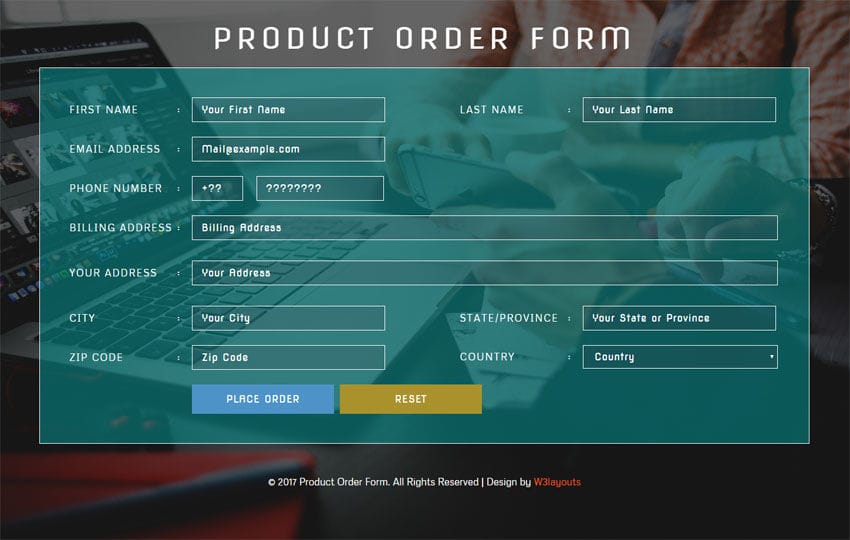 PRODUCT ORDER FORM
FIRST NAME : Your First Name LAST NAME : Your Last Name
EMAIL ADDRESS : Mail@example.com
PHONE NUMBER : +?? ????????
BILLING ADDRESS : Billing Address
YOUR ADDRESS : Your Address
CITY : Your City STATE/PROVINCE : Your State or Province
ZIP CODE : Zip Code COUNTRY : Country
PLACE ORDER RESET
© 2017 Product Order Form. All Rights Reserved | Design by W3layouts